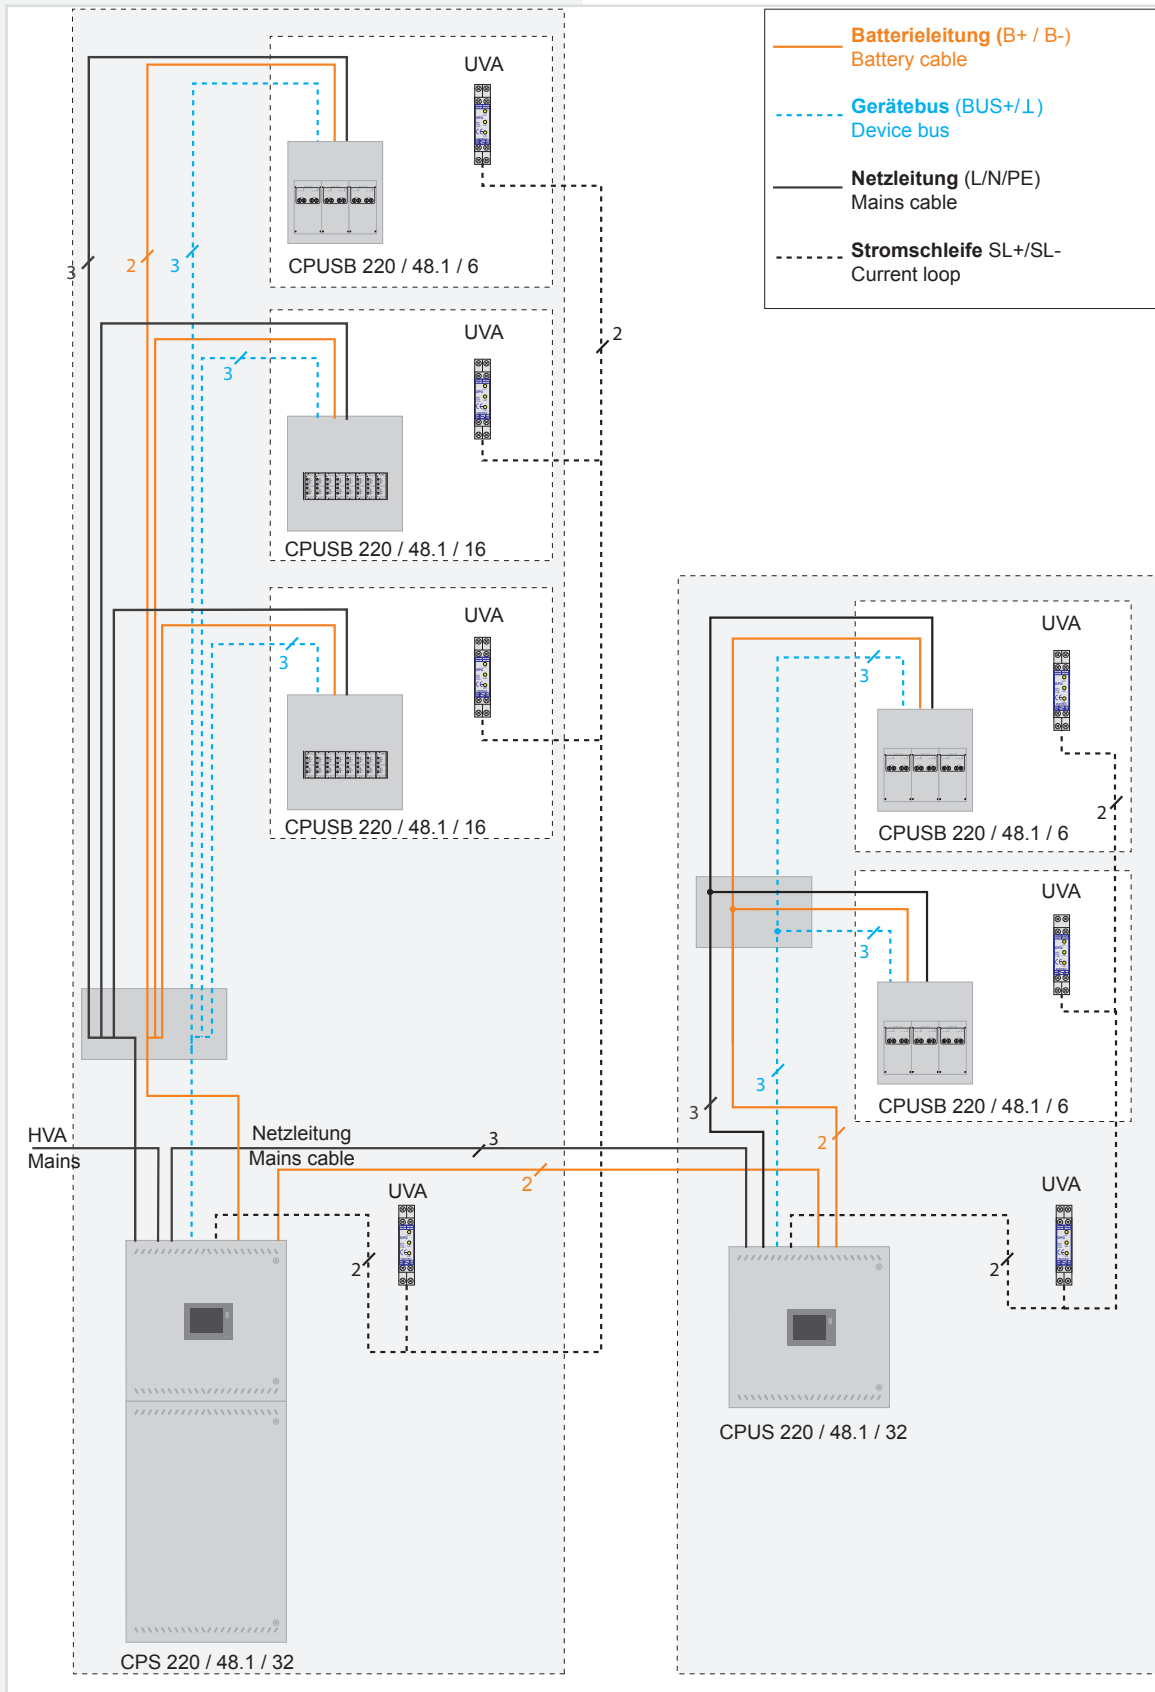 Batterieleitung (B+ / B-)
Battery cable
Gerätebus (BUS+/⊥)
Device bus
Netzleitung (L/N/PE)
Mains cable
Stromschleife SL+/SL-
Current loop
UVA
CPUSB 220 / 48.1 / 6
3
2
3
2
UVA
3
CPUSB 220 / 48.1 / 16
UVA
3
CPUSB 220 / 48.1 / 16
UVA
3
2
CPUSB 220 / 48.1 / 6
UVA
3
CPUSB 220 / 48.1 / 6
3
3
2
HVA
Mains
Netzleitung
Mains cable
3
2
UVA
2
UVA
2
CPUS 220 / 48.1 / 32
CPS 220 / 48.1 / 32